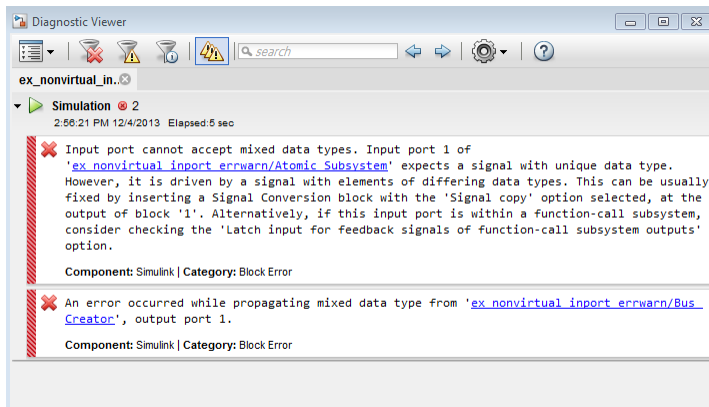 Diagnostic Viewer
search
ex_nonvirtual_in..
Simulation 2
2:56:21 PM 12/4/2013 Elapsed:5 sec
Input port cannot accept mixed data types. Input port 1 of
'ex_nonvirtual_inport_errwarn/Atomic Subsystem' expects a signal with unique data type.
However, it is driven by a signal with elements of differing data types. This can be usually
fixed by inserting a Signal Conversion block with the 'Signal copy' option selected, at the
output of block '1'. Alternatively, if this input port is within a function-call subsystem,
consider checking the 'Latch input for feedback signals of function-call subsystem outputs'
option.
Component: Simulink | Category: Block Error
An error occurred while propagating mixed data type from 'ex_nonvirtual_inport_errwarn/Bus
Creator', output port 1.
Component: Simulink | Category: Block Error